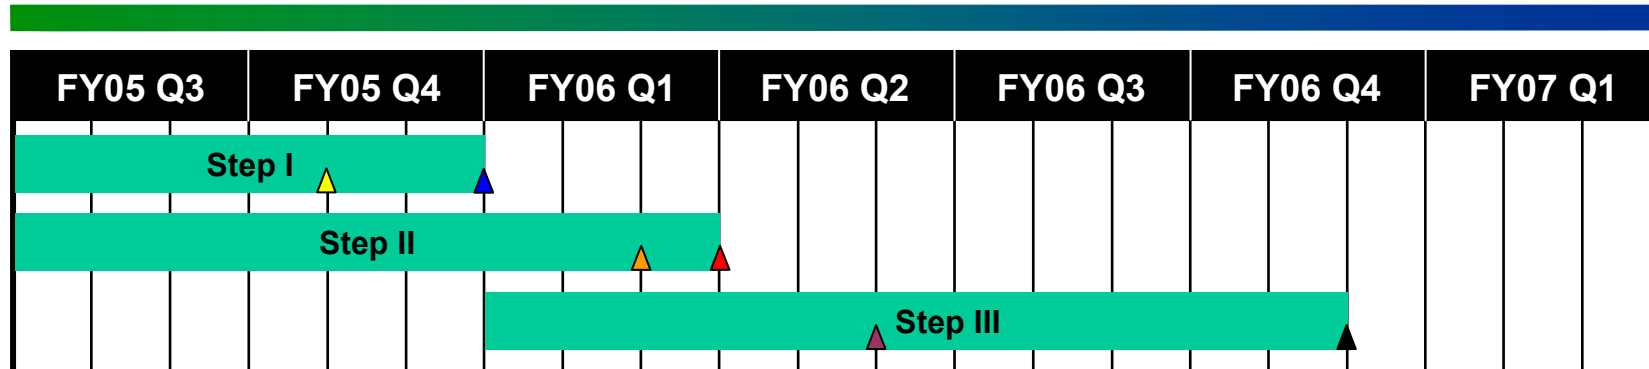 FY05 Q3 FY05 Q4 FY06 Q1 FY06 Q2 FY06 Q3 FY06 Q4 FY07 Q1
Step I
Step II
Step III